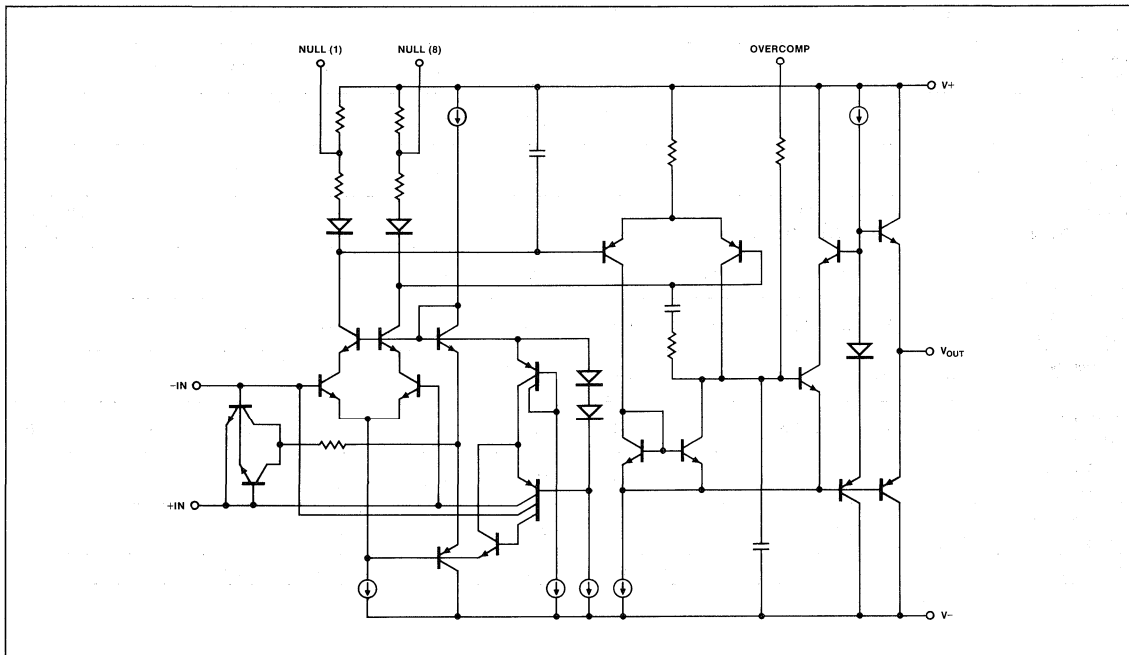 NULL (1)
NULL (8)
OVERCOMP
V+
VOUT
-IN
+IN
V-